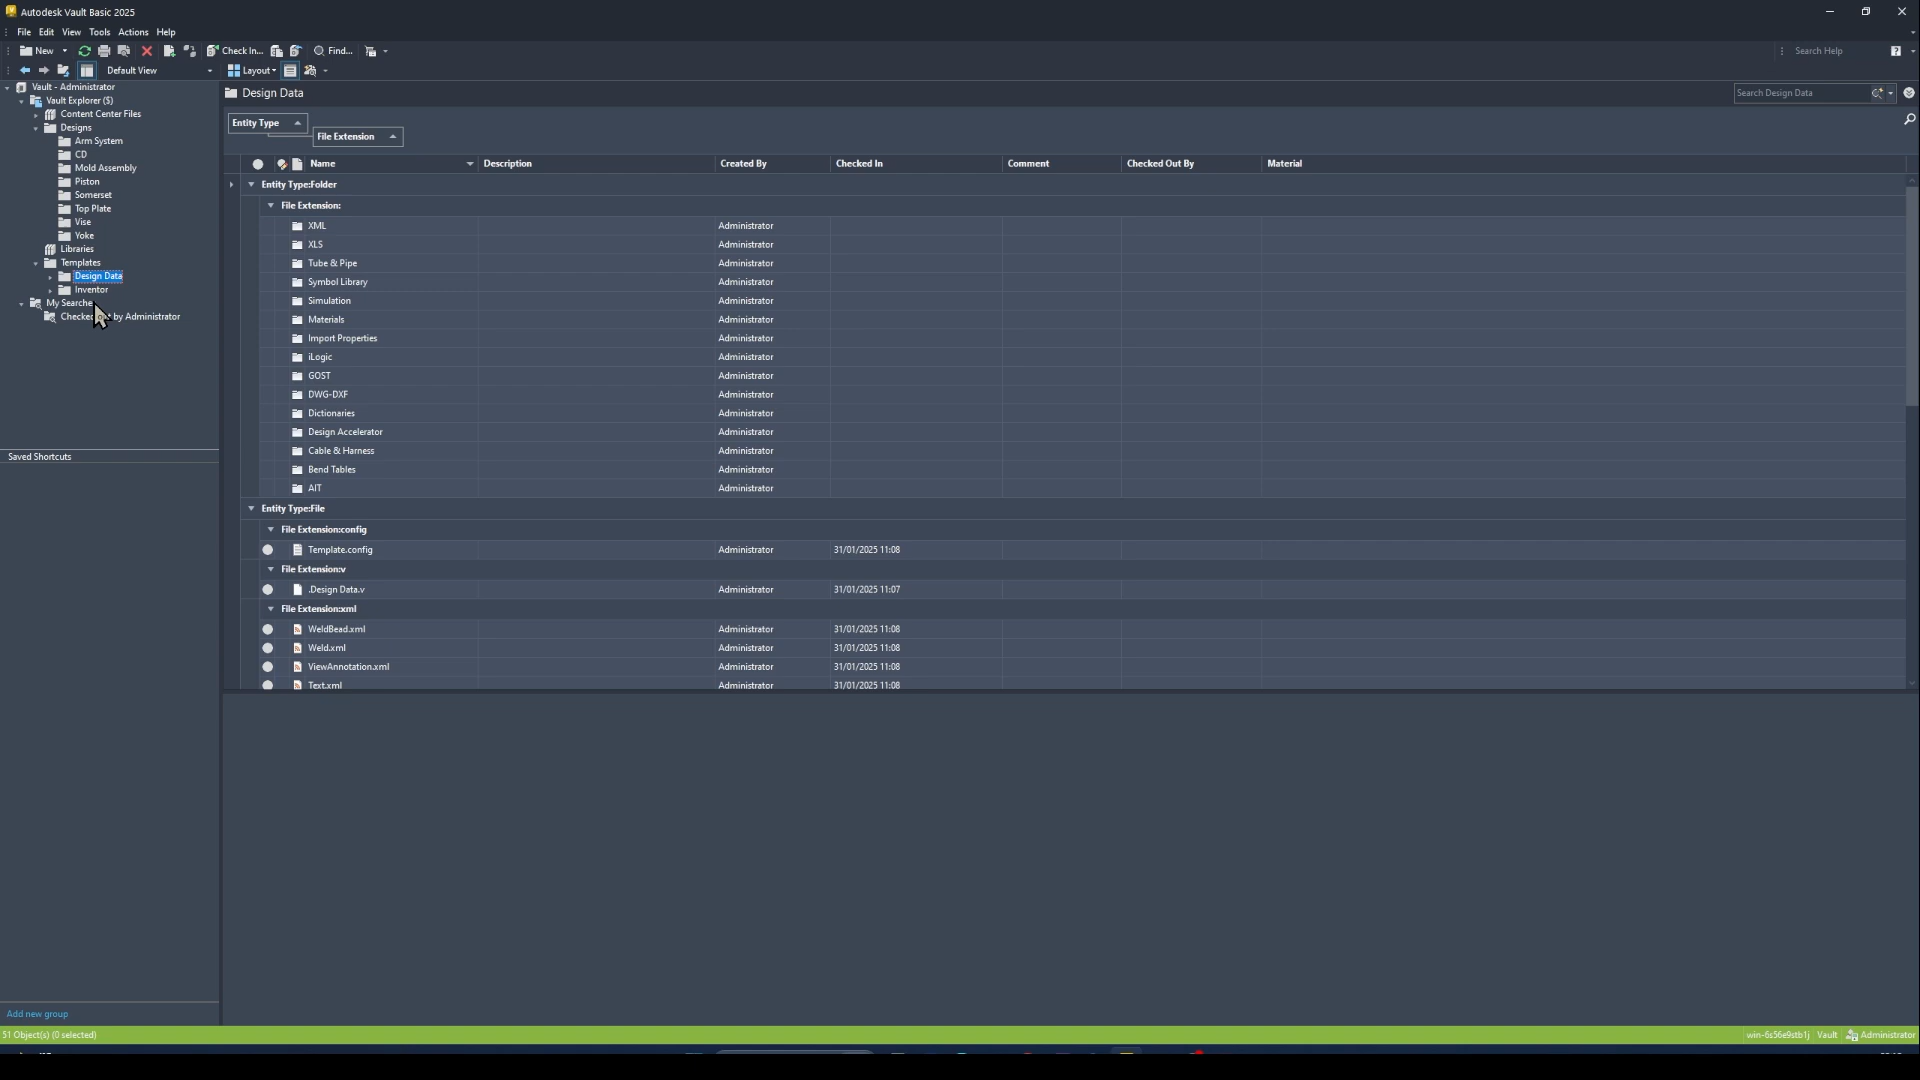 Autodesk Vault Basic 2025
File Edit View Tools Actions Help
New Check In... Find... Search Help
Default View Layout
Vault - Administrator
Vault Explorer ($)
Content Center Files
Designs
Arm System
CD
Mold Assembly
Piston
Somerset
Top Plate
Vise
Yoke
Libraries
Templates
Design Data
Inventor
My Searche
Checked by Administrator
Saved Shortcuts
Add new group
Design Data Search Design Data
Entity Type
File Extension
Name Description Created By Checked In Comment Checked Out By Material
Entity Type:Folder
File Extension:
XML Administrator
XLS Administrator
Tube & Pipe Administrator
Symbol Library Administrator
Simulation Administrator
Materials Administrator
Import Properties Administrator
iLogic Administrator
GOST Administrator
DWG-DXF Administrator
Dictionaries Administrator
Design Accelerator Administrator
Cable & Harness Administrator
Bend Tables Administrator
AIT Administrator
Entity Type:File
File Extension:config
Template.config Administrator 31/01/2025 11:08
File Extension:v
.Design Data.v Administrator 31/01/2025 11:07
File Extension:xml
WeldBead.xml Administrator 31/01/2025 11:08
Weld.xml Administrator 31/01/2025 11:08
ViewAnnotation.xml Administrator 31/01/2025 11:08
Text.xml Administrator 31/01/2025 11:08
51 Object(s) (0 selected) win-6s56e9stb1j Vault Administrator